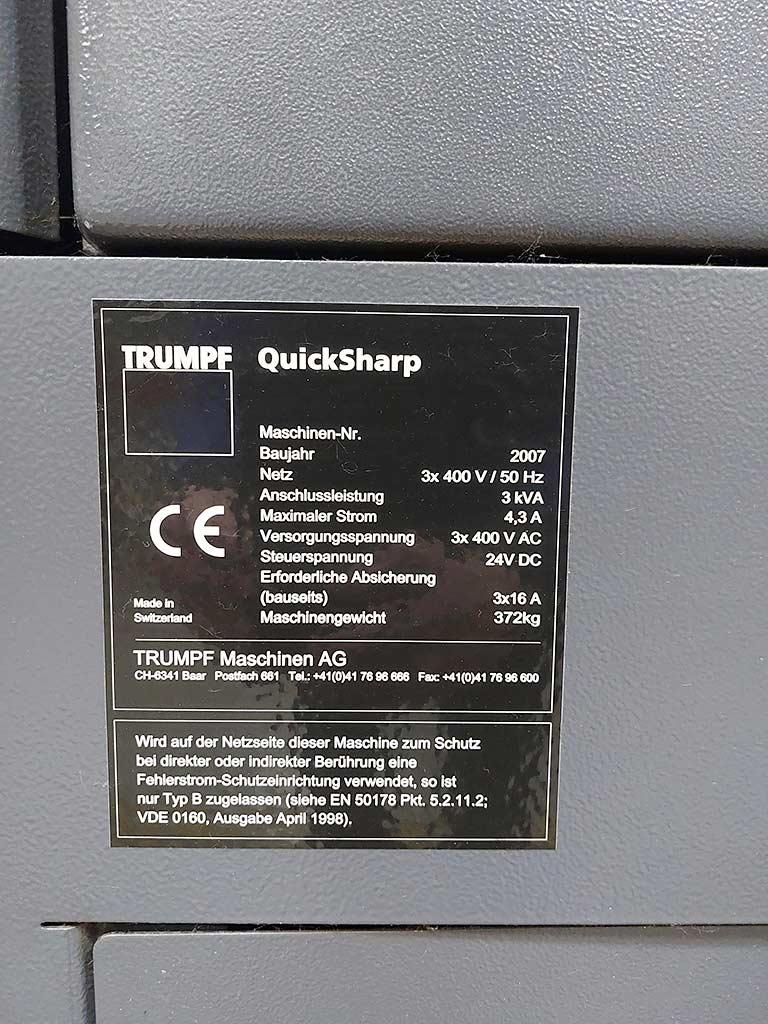 TRUMPF QuickSharp
Maschinen-Nr.
Baujahr 2007
Netz 3x 400 V / 50 Hz
Anschlussleistung 3 kVA
Maximaler Strom 4,3 A
Versorgungsspannung 3x 400 V AC
Steuerspannung 24V DC
Erforderliche Absicherung
(bauseits) 3x16 A
Maschinengewicht 372kg
CE
Made in
Switzerland
TRUMPF Maschinen AG
CH-6341 Baar Postfach 661 Tel.: +41(0)41 76 96 666 Fax: +41(0)41 76 96 600
Wird auf der Netzseite dieser Maschine zum Schutz
bei direkter oder indirekter Berührung eine
Fehlerstrom-Schutzeinrichtung verwendet, so ist
nur Typ B zugelassen (siehe EN 50178 Pkt. 5.2.11.2;
VDE 0160, Ausgabe April 1998).